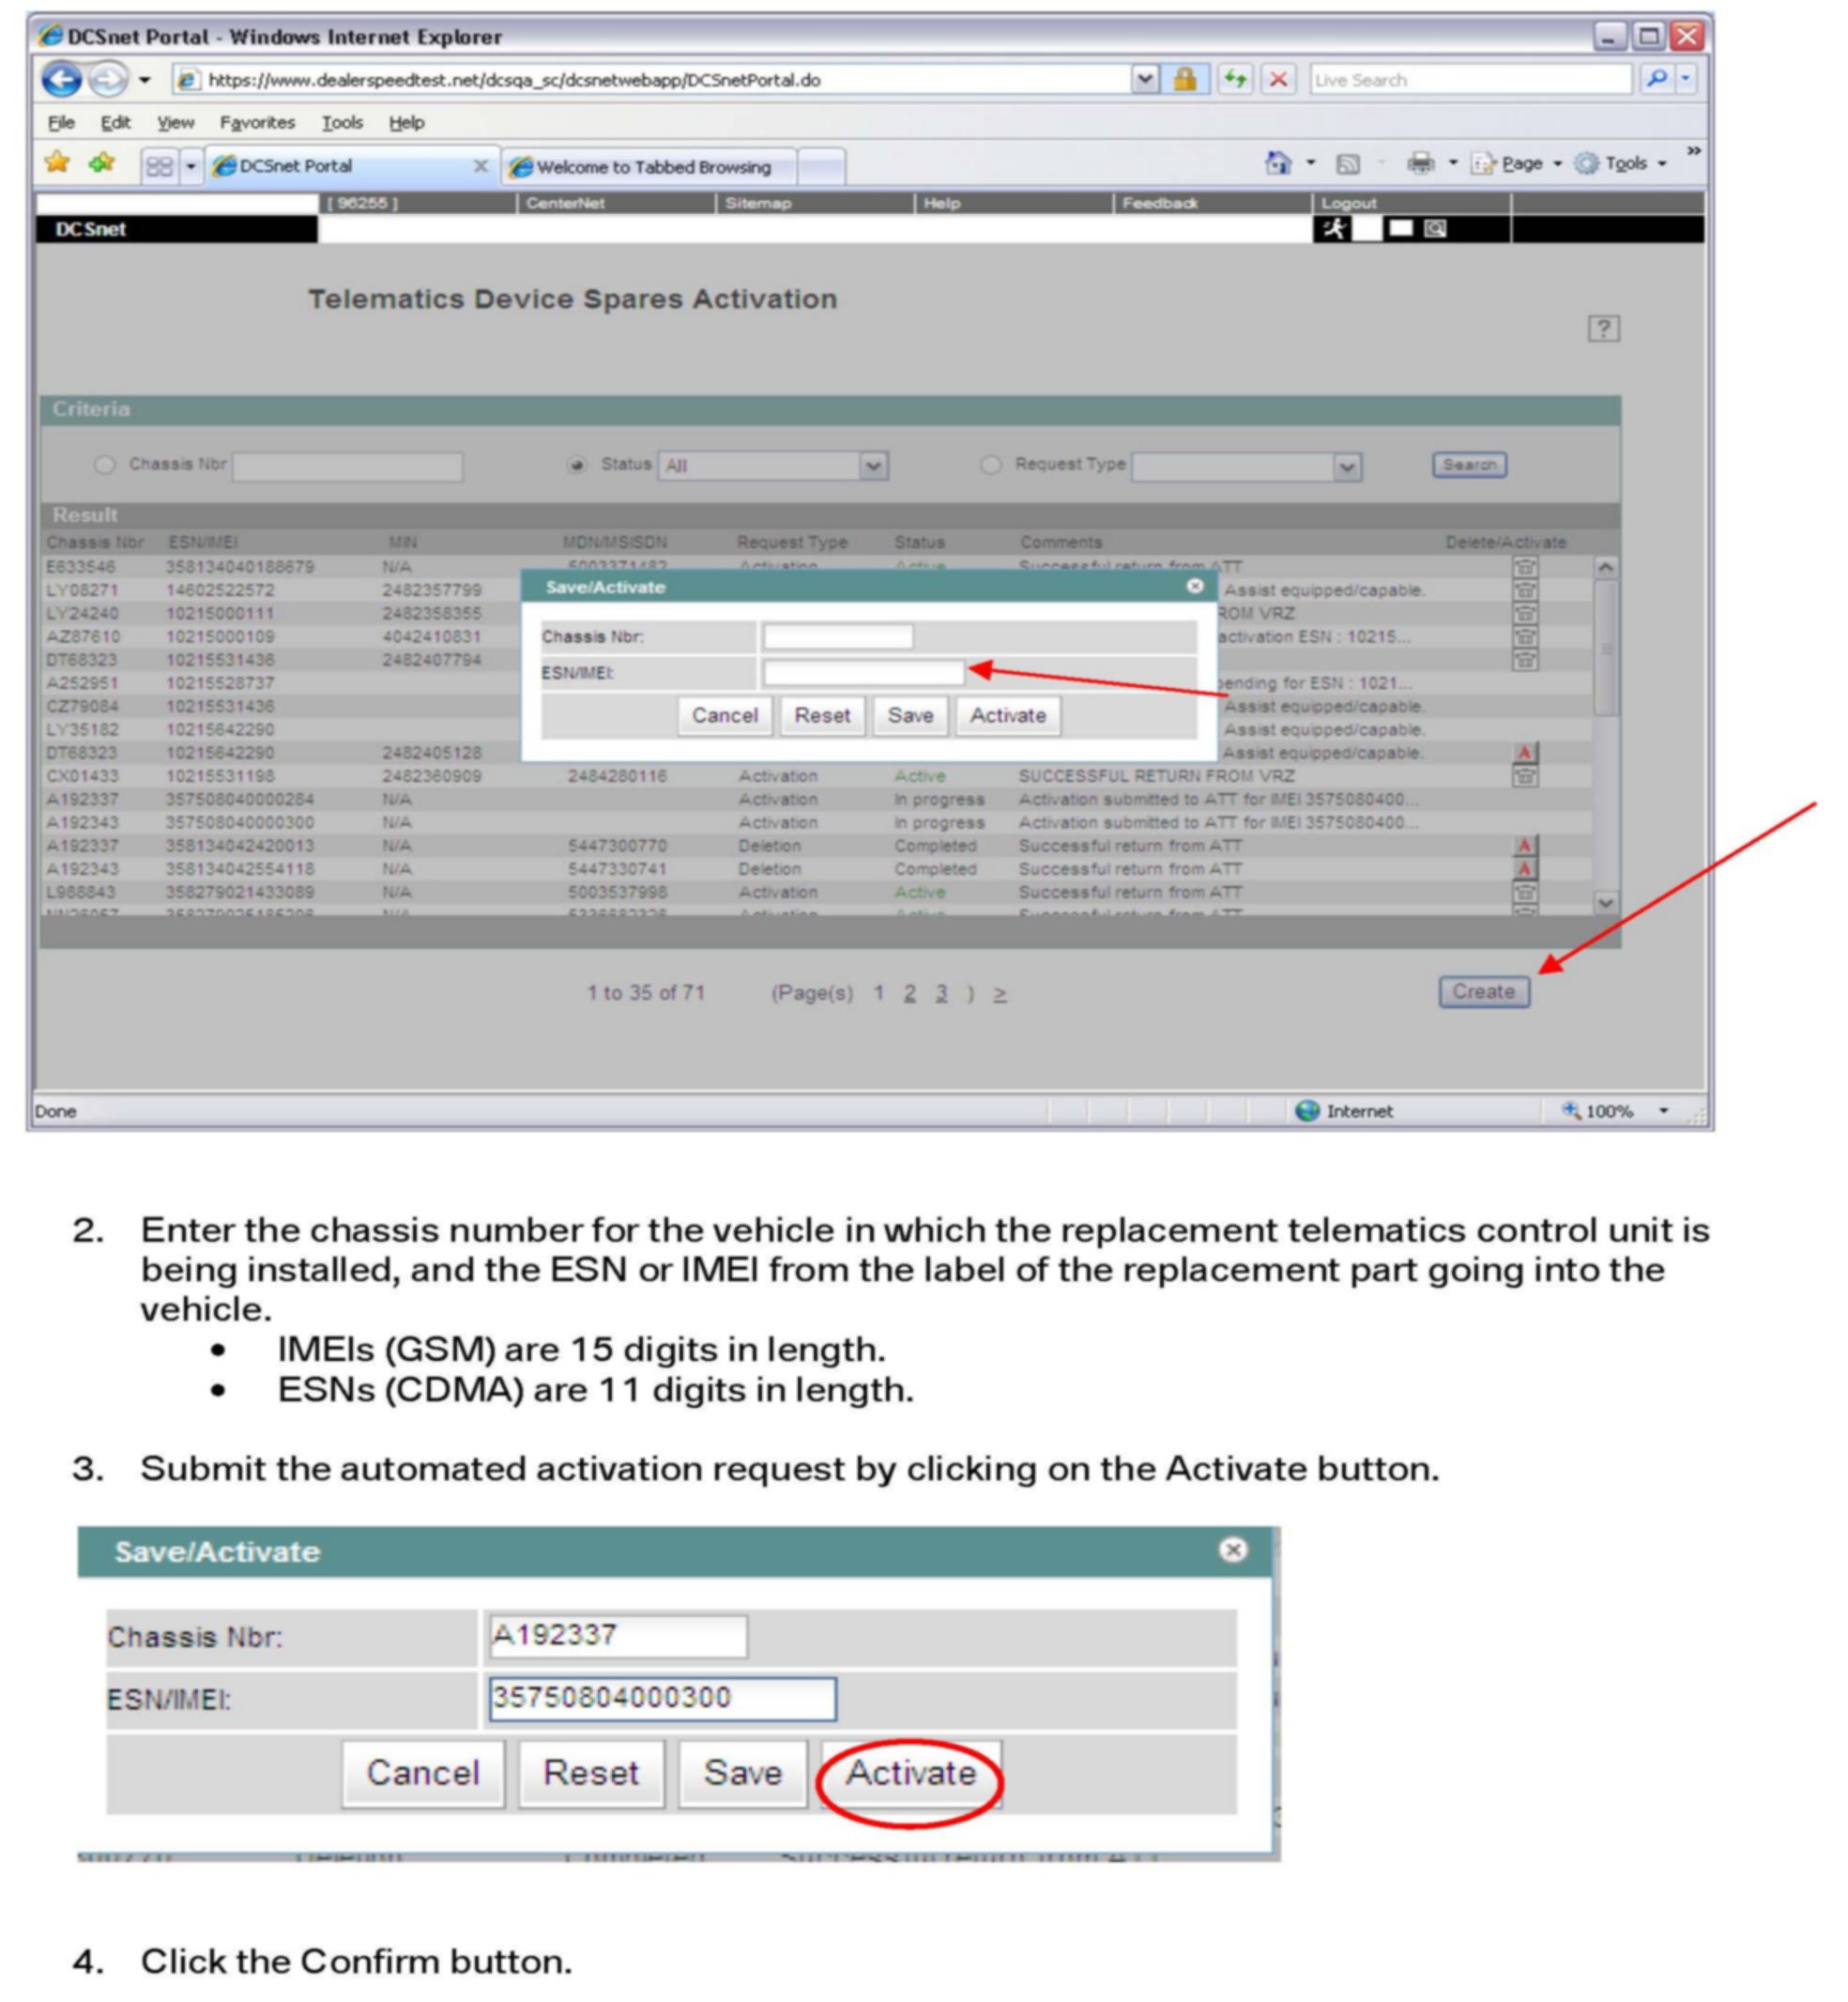 DCSnet Portal - Windows Internet Explorer
https://www.dealerspeedtest.net/dcsqa_sc/dcsnetwebapp/DCSnetPortal.do
Live Search
File Edit View Favorites Tools Help
DCSnet Portal
Welcome to Tabbed Browsing
Page Tools
[ 96255 ] CenterNet Sitemap Help Feedback Logout
DCSnet
Telematics Device Spares Activation
?
Criteria
Chassis Nbr Status All Request Type Search
Result
Chassis Nbr ESN/IMEI MIN MDN/MSISDN Request Type Status Comments Delete/Activate
E633546 358134040188679 N/A 5003371482 Activation Active Successful return from ATT
LY08271 14602522572 2482357799 Assist equipped/capable.
LY24240 10215000111 2482358355 ROM VRZ
AZ87610 10215000109 4042410831 activation ESN : 10215...
DT68323 10215531436 2482407794
A252951 10215528737 pending for ESN : 1021...
CZ79084 10215531436 Assist equipped/capable.
LY35182 10215642290 Assist equipped/capable.
DT68323 10215642290 2482405128 Assist equipped/capable. A
CX01433 10215531198 2482360909 2484280116 Activation Active SUCCESSFUL RETURN FROM VRZ
A192337 357508040000284 N/A Activation In progress Activation submitted to ATT for IMEI 3575080400...
A192343 357508040000300 N/A Activation In progress Activation submitted to ATT for IMEI 3575080400...
A192337 358134042420013 N/A 5447300770 Deletion Completed Successful return from ATT A
A192343 358134042554118 N/A 5447330741 Deletion Completed Successful return from ATT A
L988843 358279021433089 N/A 5003537998 Activation Active Successful return from ATT
N/A Activation Active Successful return from ATT
Save/Activate
Chassis Nbr:
ESN/IMEI:
Cancel Reset Save Activate
1 to 35 of 71 (Page(s) 1 2 3 ) >
Create
Done Internet 100%
2. Enter the chassis number for the vehicle in which the replacement telematics control unit is
being installed, and the ESN or IMEI from the label of the replacement part going into the
vehicle.
• IMEIs (GSM) are 15 digits in length.
• ESNs (CDMA) are 11 digits in length.
3. Submit the automated activation request by clicking on the Activate button.
Save/Activate
Chassis Nbr: A192337
ESN/IMEI: 35750804000300
Cancel Reset Save Activate
4. Click the Confirm button.